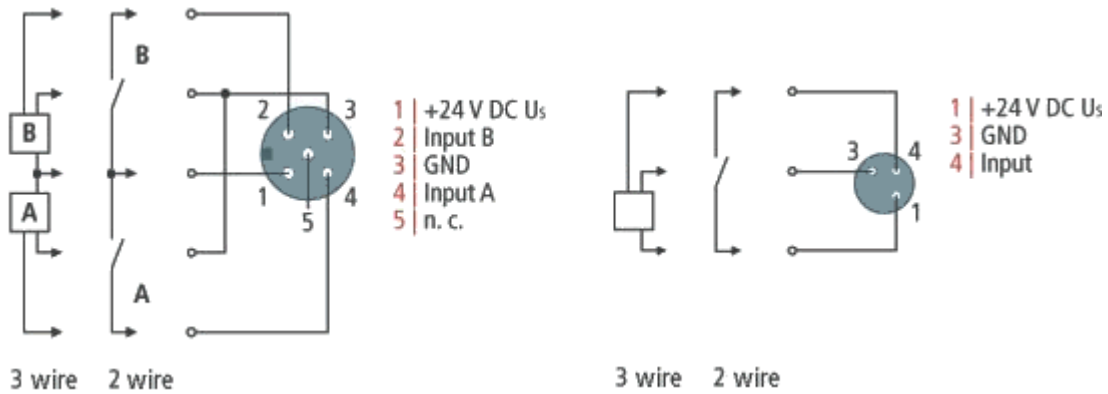 B
2
3
1 | +24 V DC Us
2 | Input B
3 | GND
4 | Input A
5 | n. c.
B
A
1
5
4
A
3 wire
2 wire
1 | +24 V DC Us
3 | GND
4 | Input
3
4
1
3 wire
2 wire